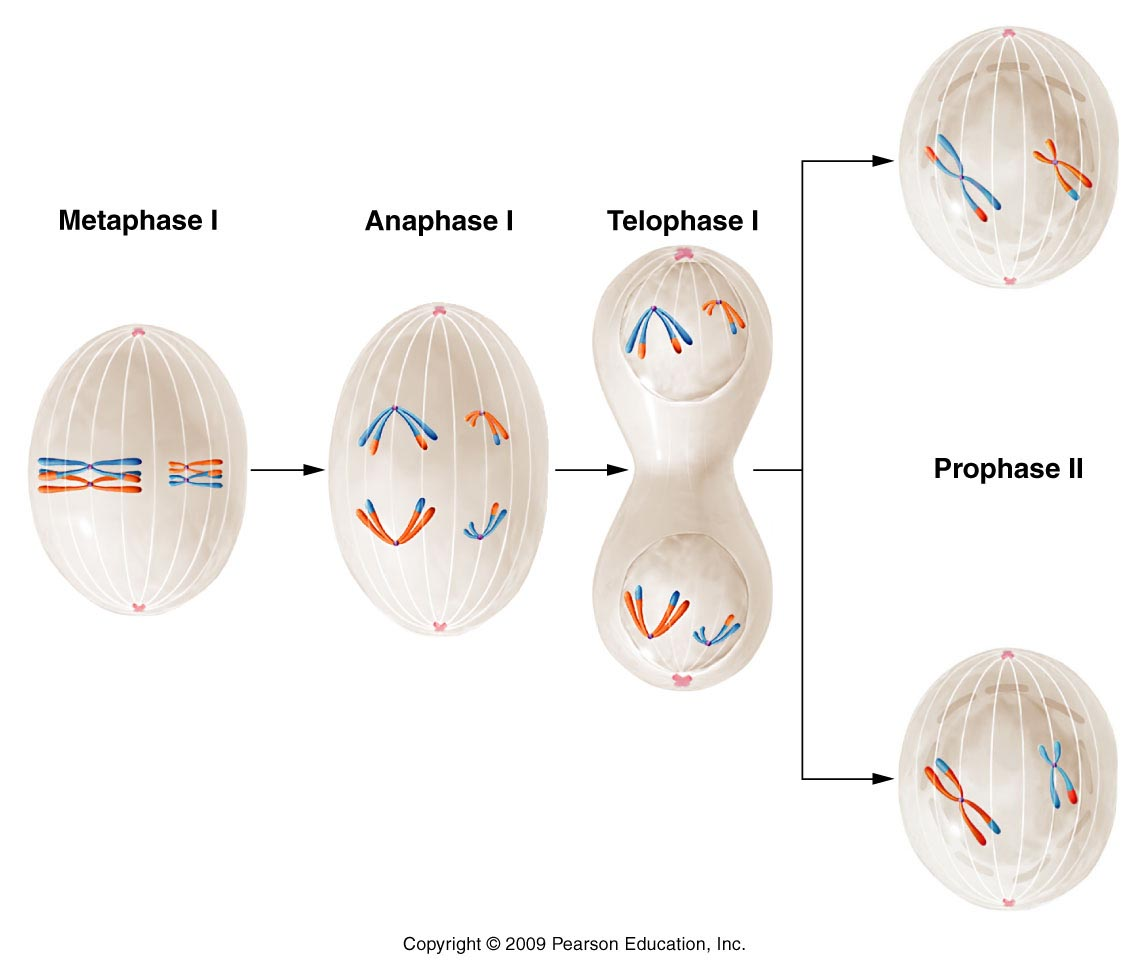 Metaphase I
Anaphase I
Telophase I
Prophase II
Copyright © 2009 Pearson Education, Inc.